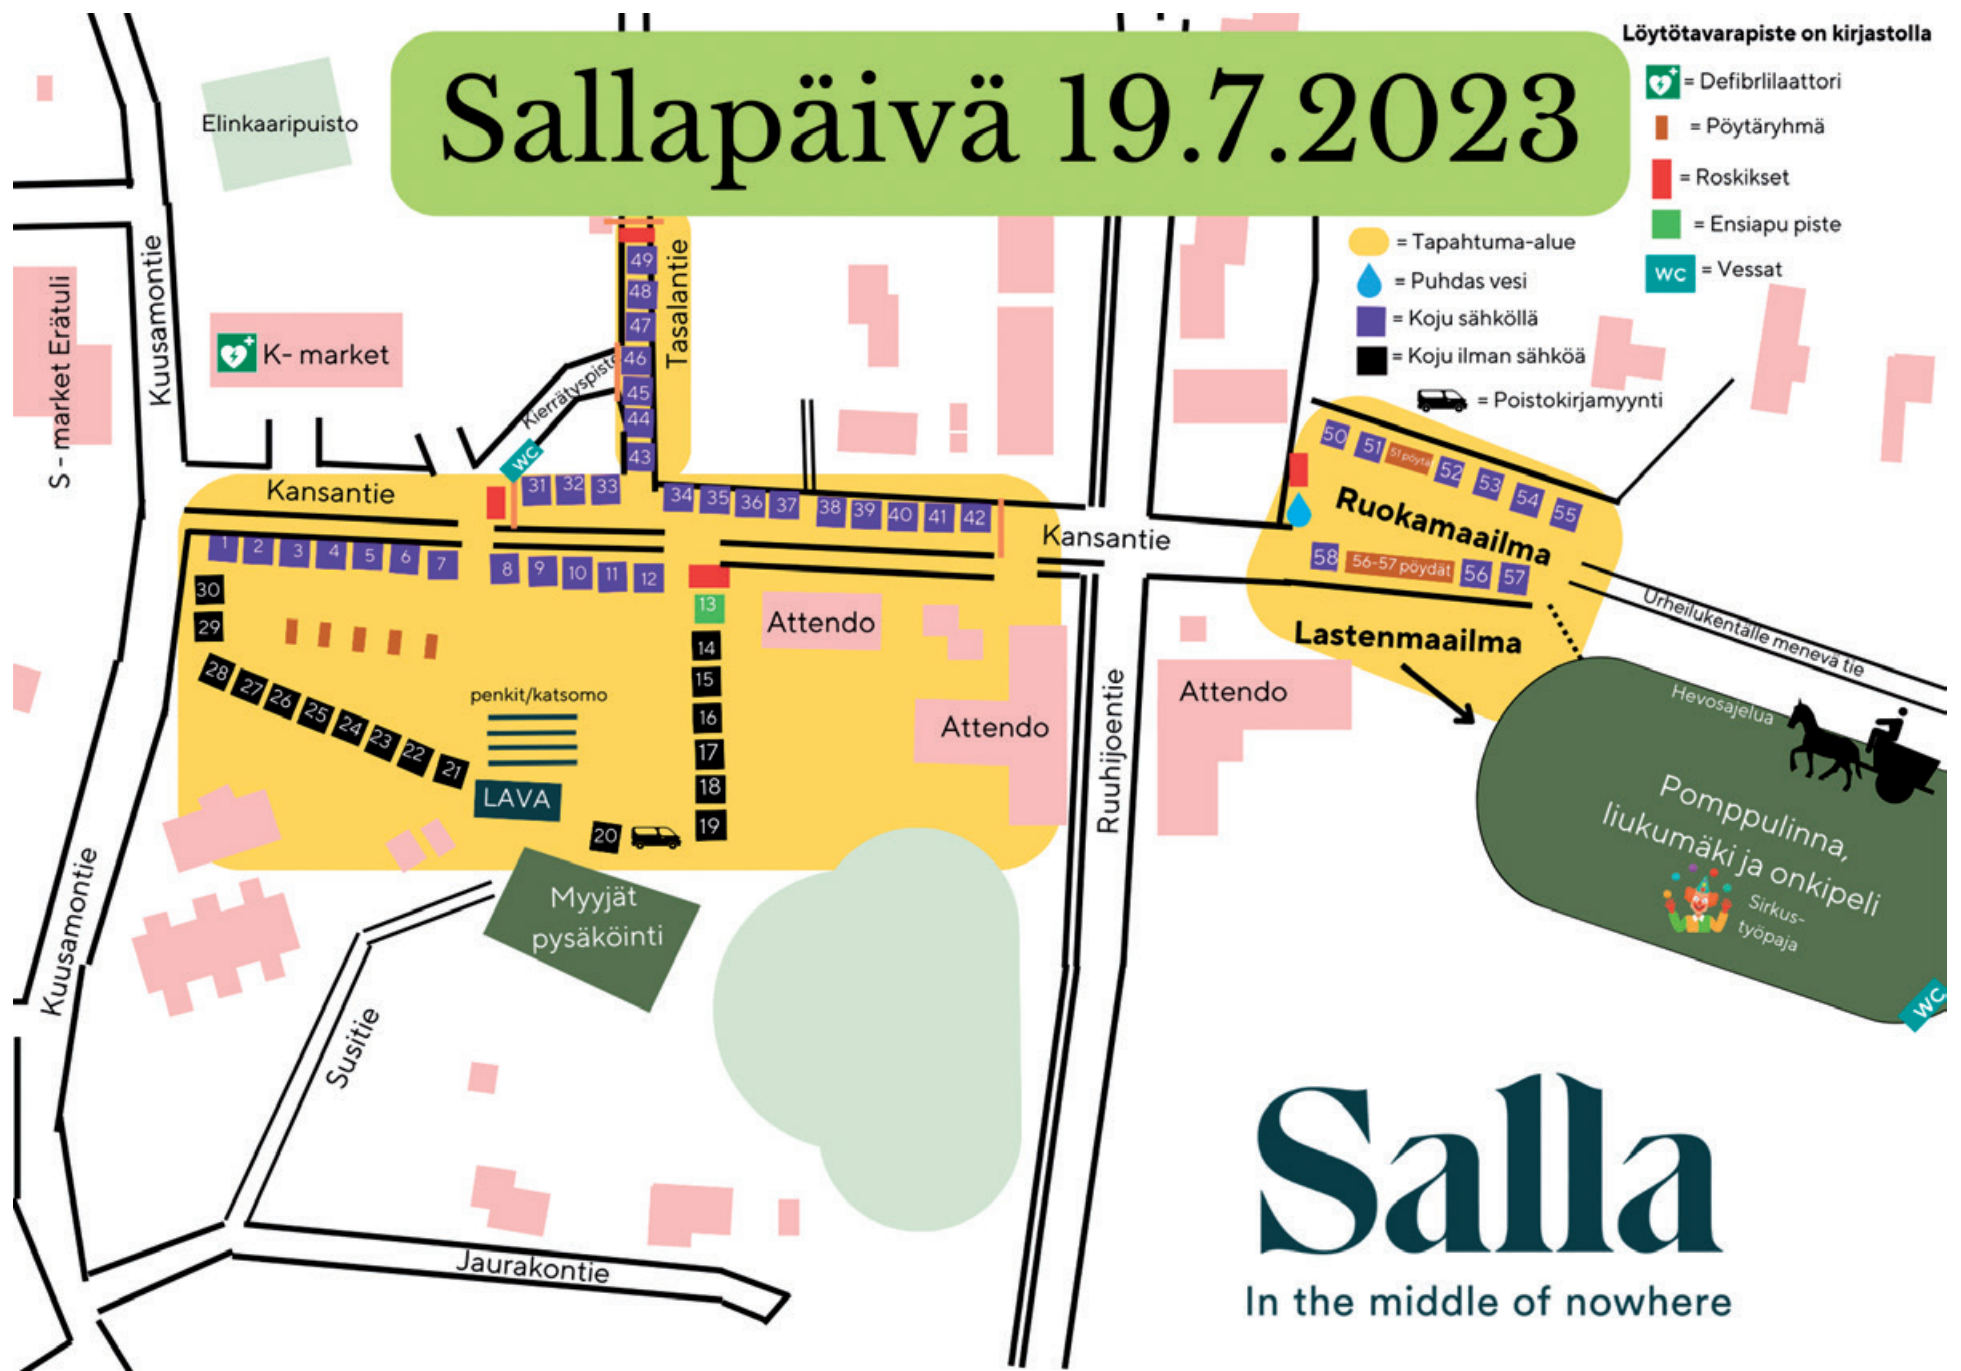 Sallapäivä 19.7.2023
Löytötavarapiste on kirjastolla
= Defibrlilaattori
= Pöytäryhmä
= Roskikset
= Ensiapu piste
WC = Vessat
= Tapahtuma-alue
= Puhdas vesi
= Koju sähköllä
= Koju ilman sähköä
= Poistokirjamyynti
Elinkaaripuisto
Kuusamontie
S - market Erätuli
K- market
Kierrätyspiste
WC
Tasalantie
49
48
47
46
45
44
43
Kansantie
31 32 33
34 35 36 37 38 39 40 41 42
Kansantie
1 2 3 4 5 6 7
8 9 10 11 12
13
14
15
16
17
18
19
20
30
29
28 27 26 25 24 23 22 21
penkit/katsomo
LAVA
Attendo
Attendo
Attendo
Ruuhijoentie
50 51 51 pöytä 52 53 54 55
Ruokamaailma
58 56-57 pöydät 56 57
Lastenmaailma
Urheilukentälle menevä tie
Hevosajelua
Pomppulinna,
liukumäki ja onkipeli
Sirkus-
työpaja
WC
Myyjät
pysäköinti
Kuusamontie
Susitie
Jaurakontie
Salla
In the middle of nowhere